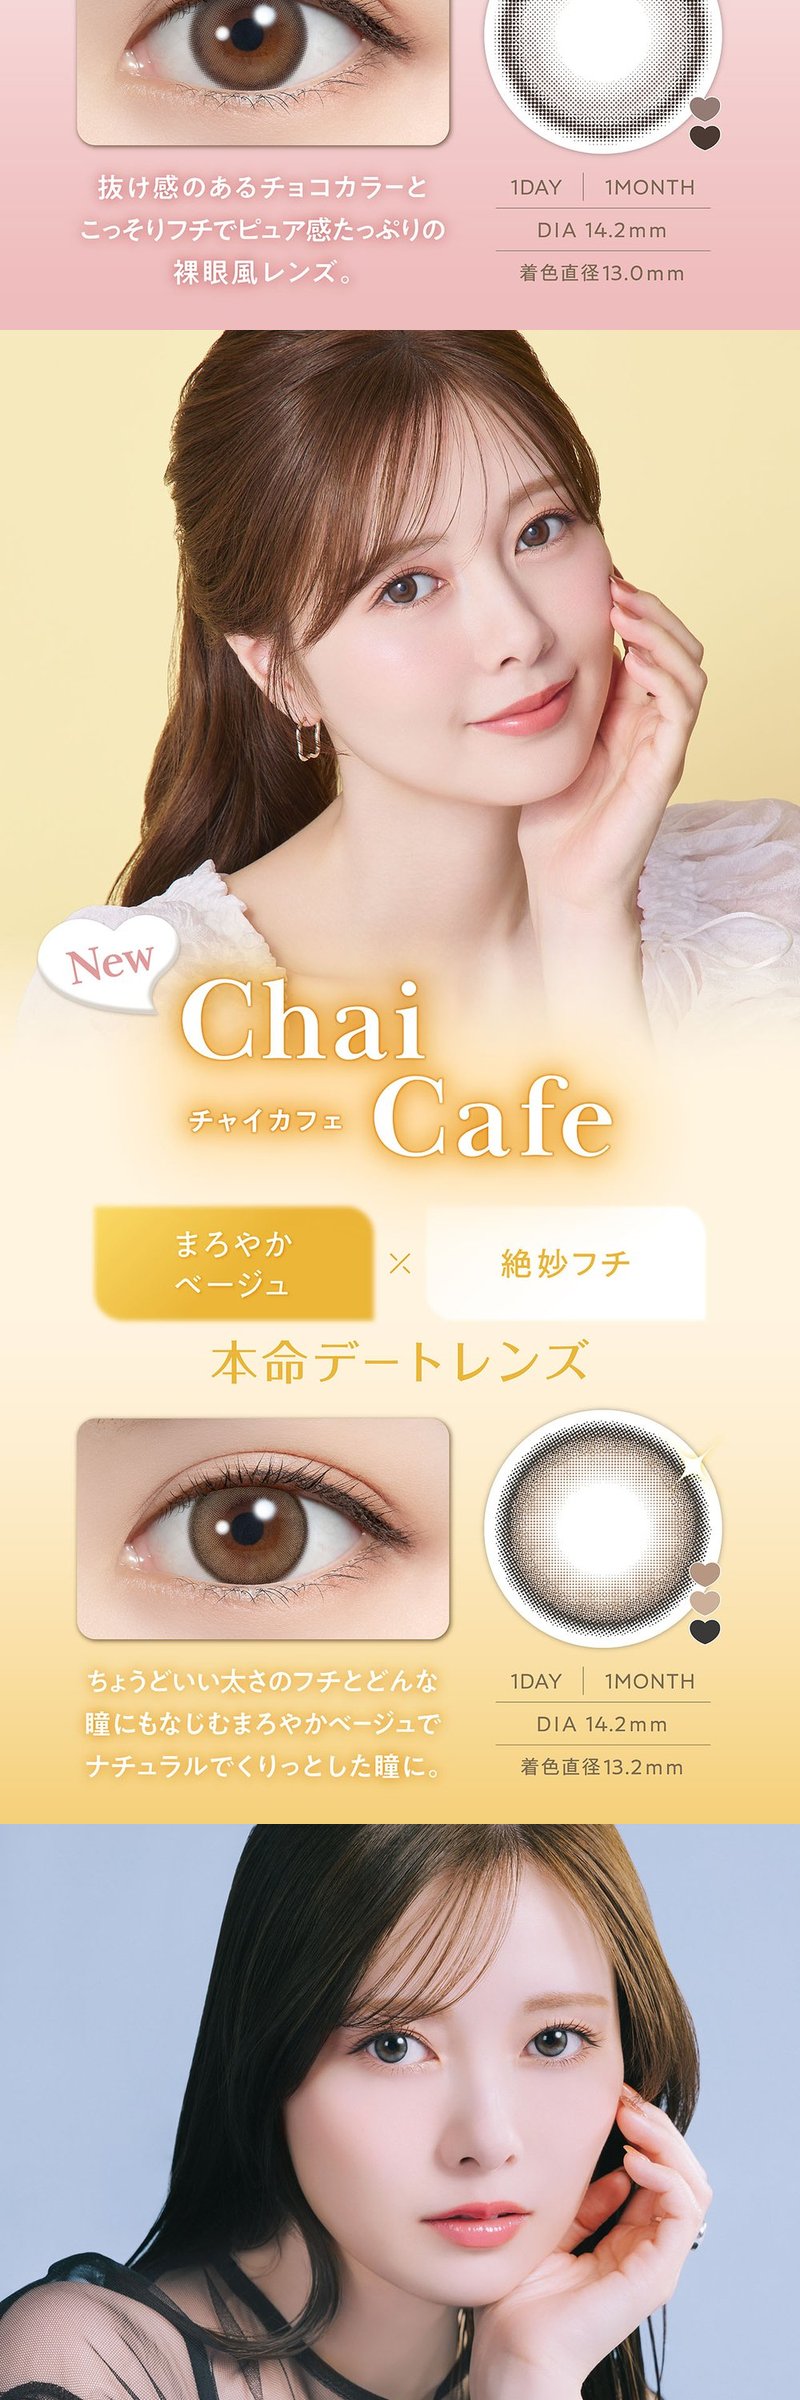 抜け感のあるチョコカラーと
こっそりフチでピュア感たっぷりの
裸眼風レンズ。
1DAY | 1MONTH
DIA 14.2mm
着色直径13.0mm
New
Chai
Cafe
チャイカフェ
まろやか
ベージュ
×
絶妙フチ
本命デートレンズ
ちょうどいい太さのフチとどんな
瞳にもなじむまろやかベージュで
ナチュラルでくりっとした瞳に。
1DAY | 1MONTH
DIA 14.2mm
着色直径13.2mm